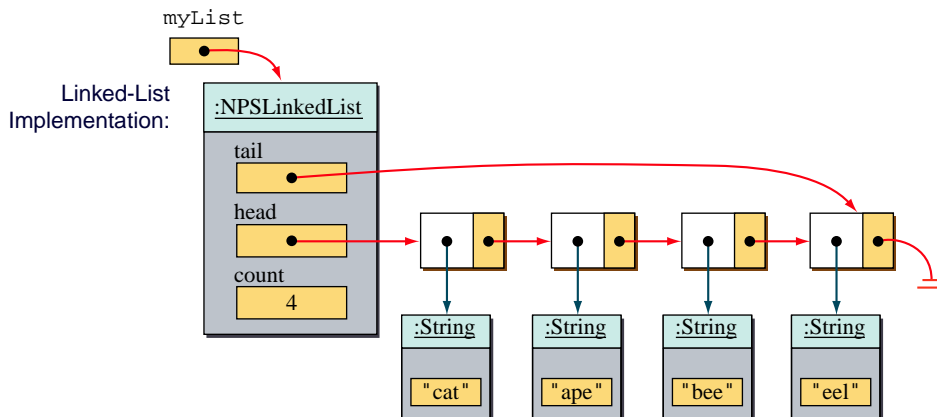 myList
Linked-List
Implementation:
:NPSLinkedList
tail
head
count
4
:String
:String
:String
:String
"cat"
"ape"
"bee"
"eel"